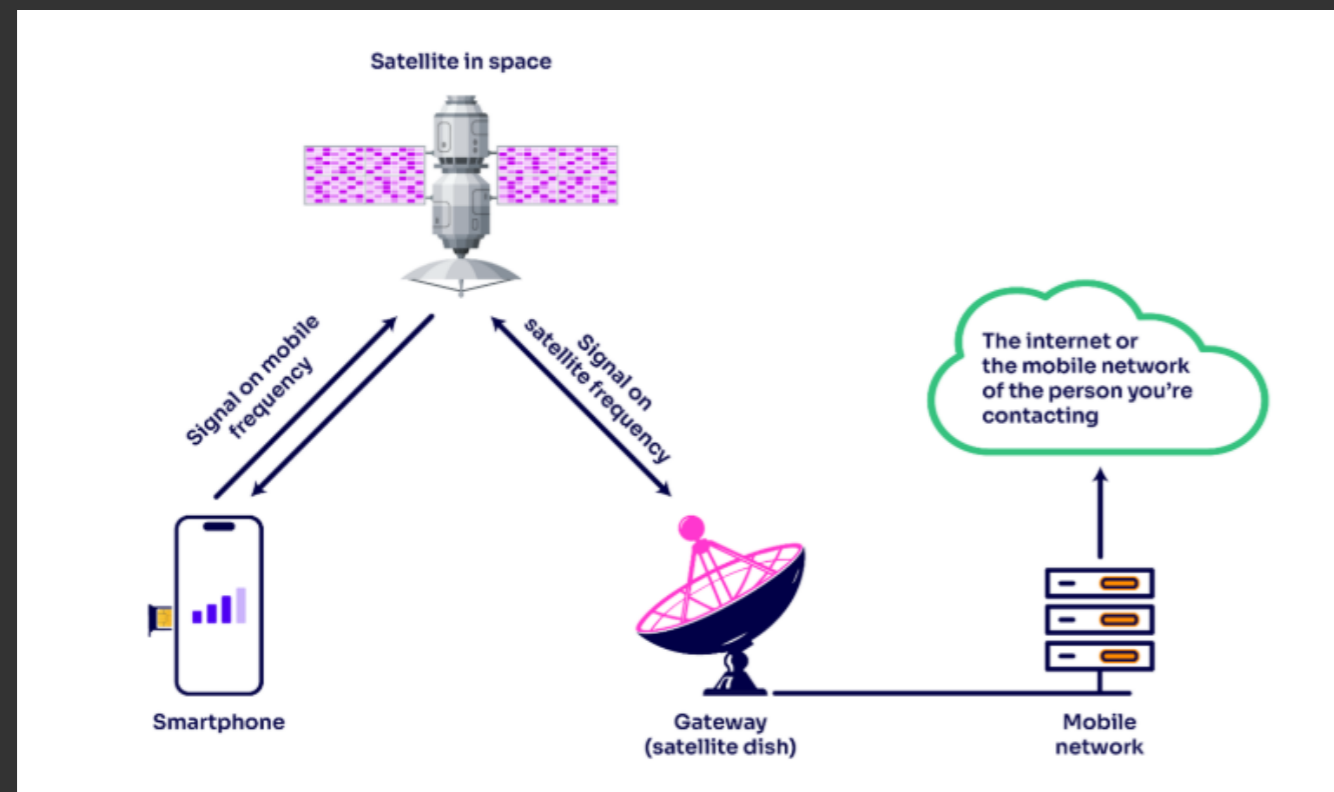 Satellite in space
Signal on mobile
frequency
Signal on
satellite frequency
The internet or
the mobile network
of the person you’re
contacting
Smartphone
Gateway
(satellite dish)
Mobile
network